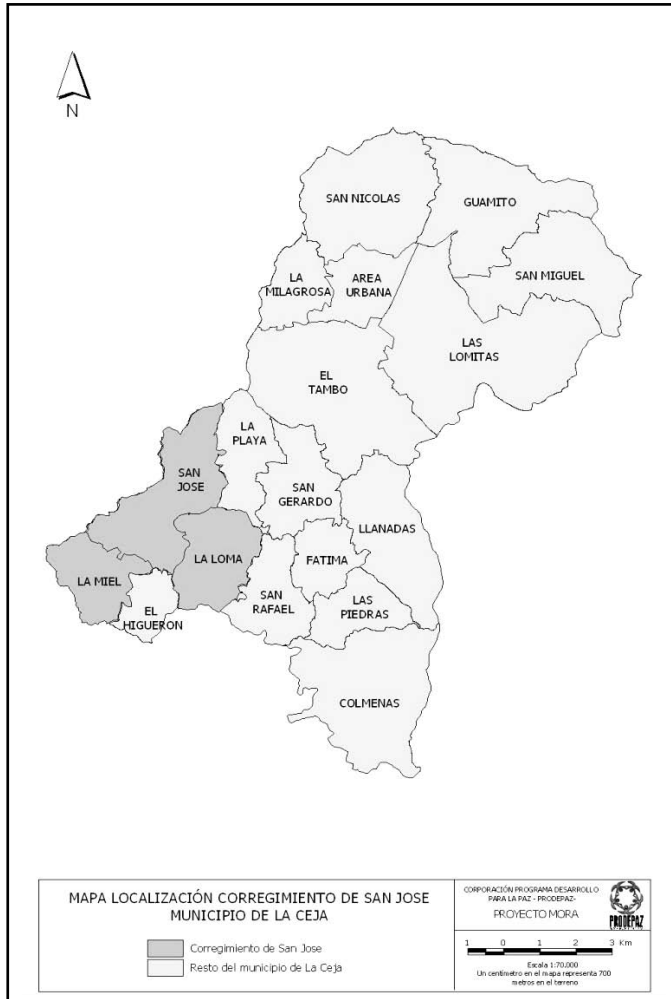 N
SAN NICOLAS
GUAMITO
LA
MILAGROSA
AREA
URBANA
SAN MIGUEL
LAS
LOMITAS
EL
TAMBO
LA
PLAYA
SAN
JOSE
SAN
GERARDO
LLANADAS
LA LOMA
FATIMA
LA MIEL
EL
HIGUERON
SAN
RAFAEL
LAS
PIEDRAS
COLMENAS
MAPA LOCALIZACIÓN CORREGIMIENTO DE SAN JOSE
MUNICIPIO DE LA CEJA
Corregimiento de San Jose
Resto del municipio de La Ceja
CORPORACIÓN PROGRAMA DESARROLLO
PARA LA PAZ - PRODEPAZ-
PROYECTO MORA
PRODEPAZ
1 0 1 2 3 Km
Escala 1:70.000
Un centimetro en el mapa representa 700
metros en el terreno